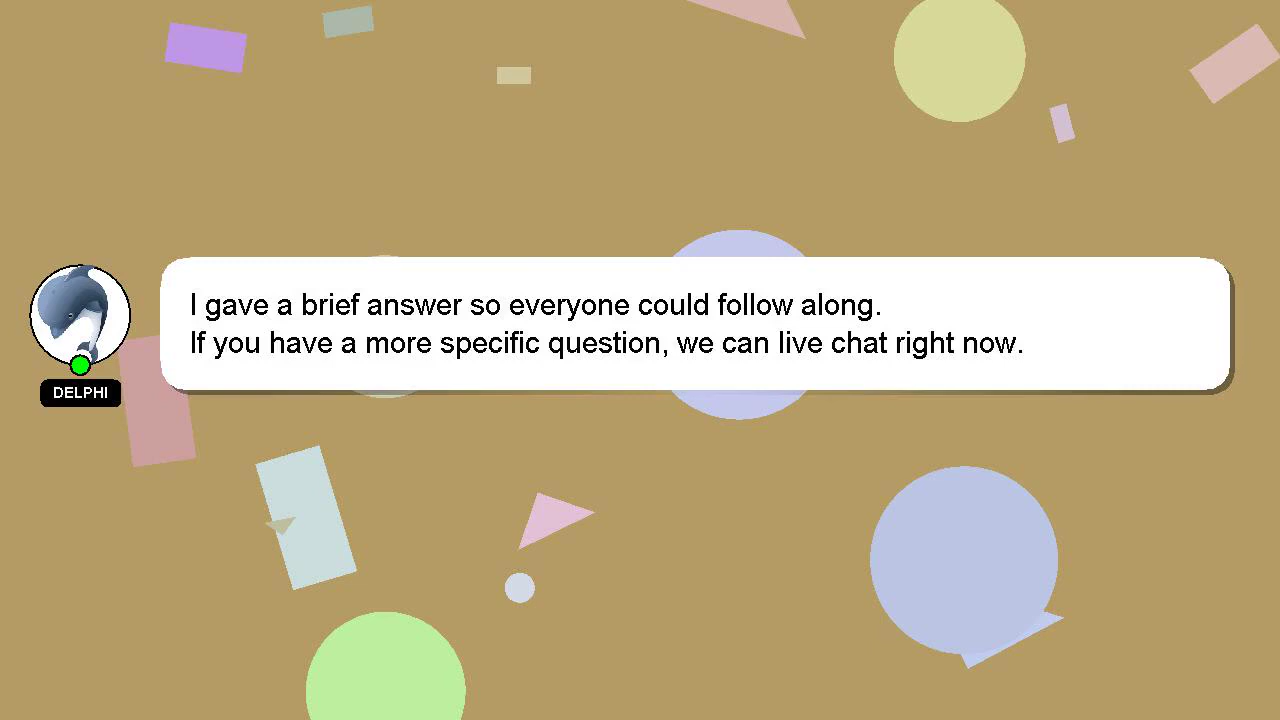 I gave a brief answer so everyone could follow along.
If you have a more specific question, we can live chat right now.
DELPHI